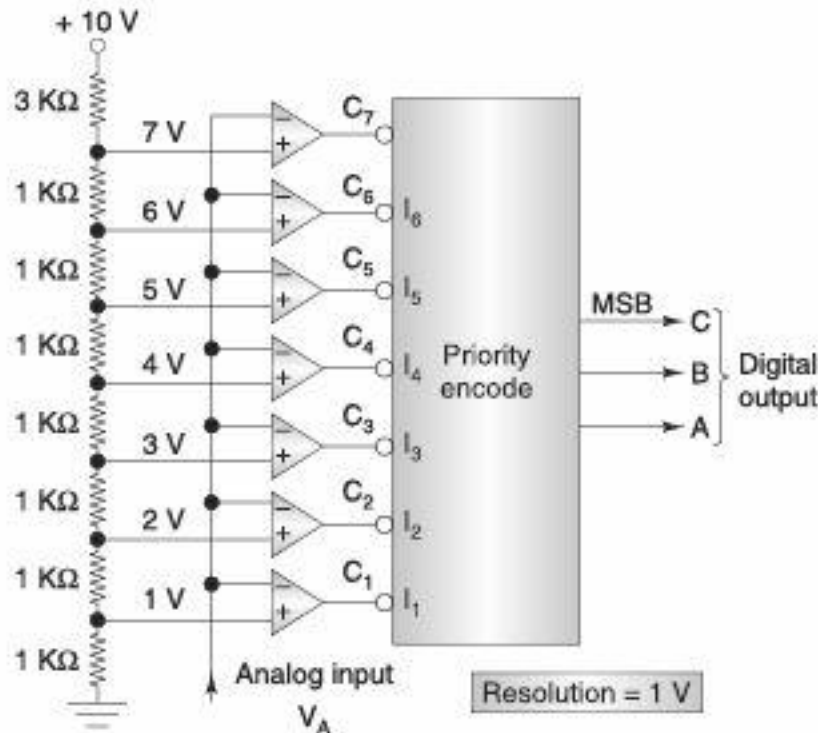 + 10 V
3 KΩ
7 V
C7
1 KΩ
6 V
C6
I6
1 KΩ
5 V
C5
I5
1 KΩ
4 V
C4
I4
1 KΩ
3 V
C3
I3
1 KΩ
2 V
C2
I2
1 KΩ
1 V
C1
I1
1 KΩ
- +
- +
- +
- +
- +
- +
- +
Priority
encode
MSB
C
B
A
Digital
output
Analog input
VA
Resolution = 1 V